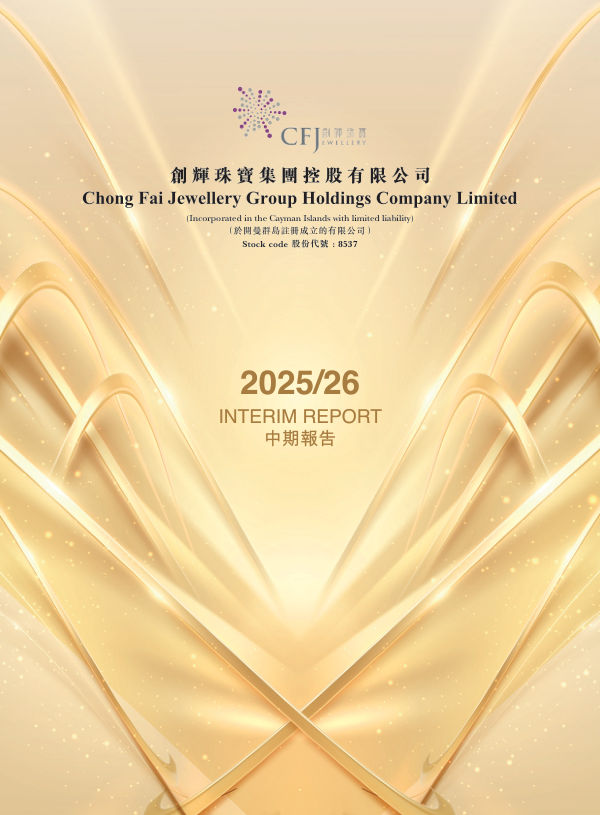 CFJ 創輝珠寶
JEWELLERY
創輝珠寶集團控股有限公司
Chong Fai Jewellery Group Holdings Company Limited
(Incorporated in the Cayman Islands with limited liability)
(於開曼群島註冊成立的有限公司)
Stock code 股份代號 : 8537
2025/26
INTERIM REPORT
中期報告